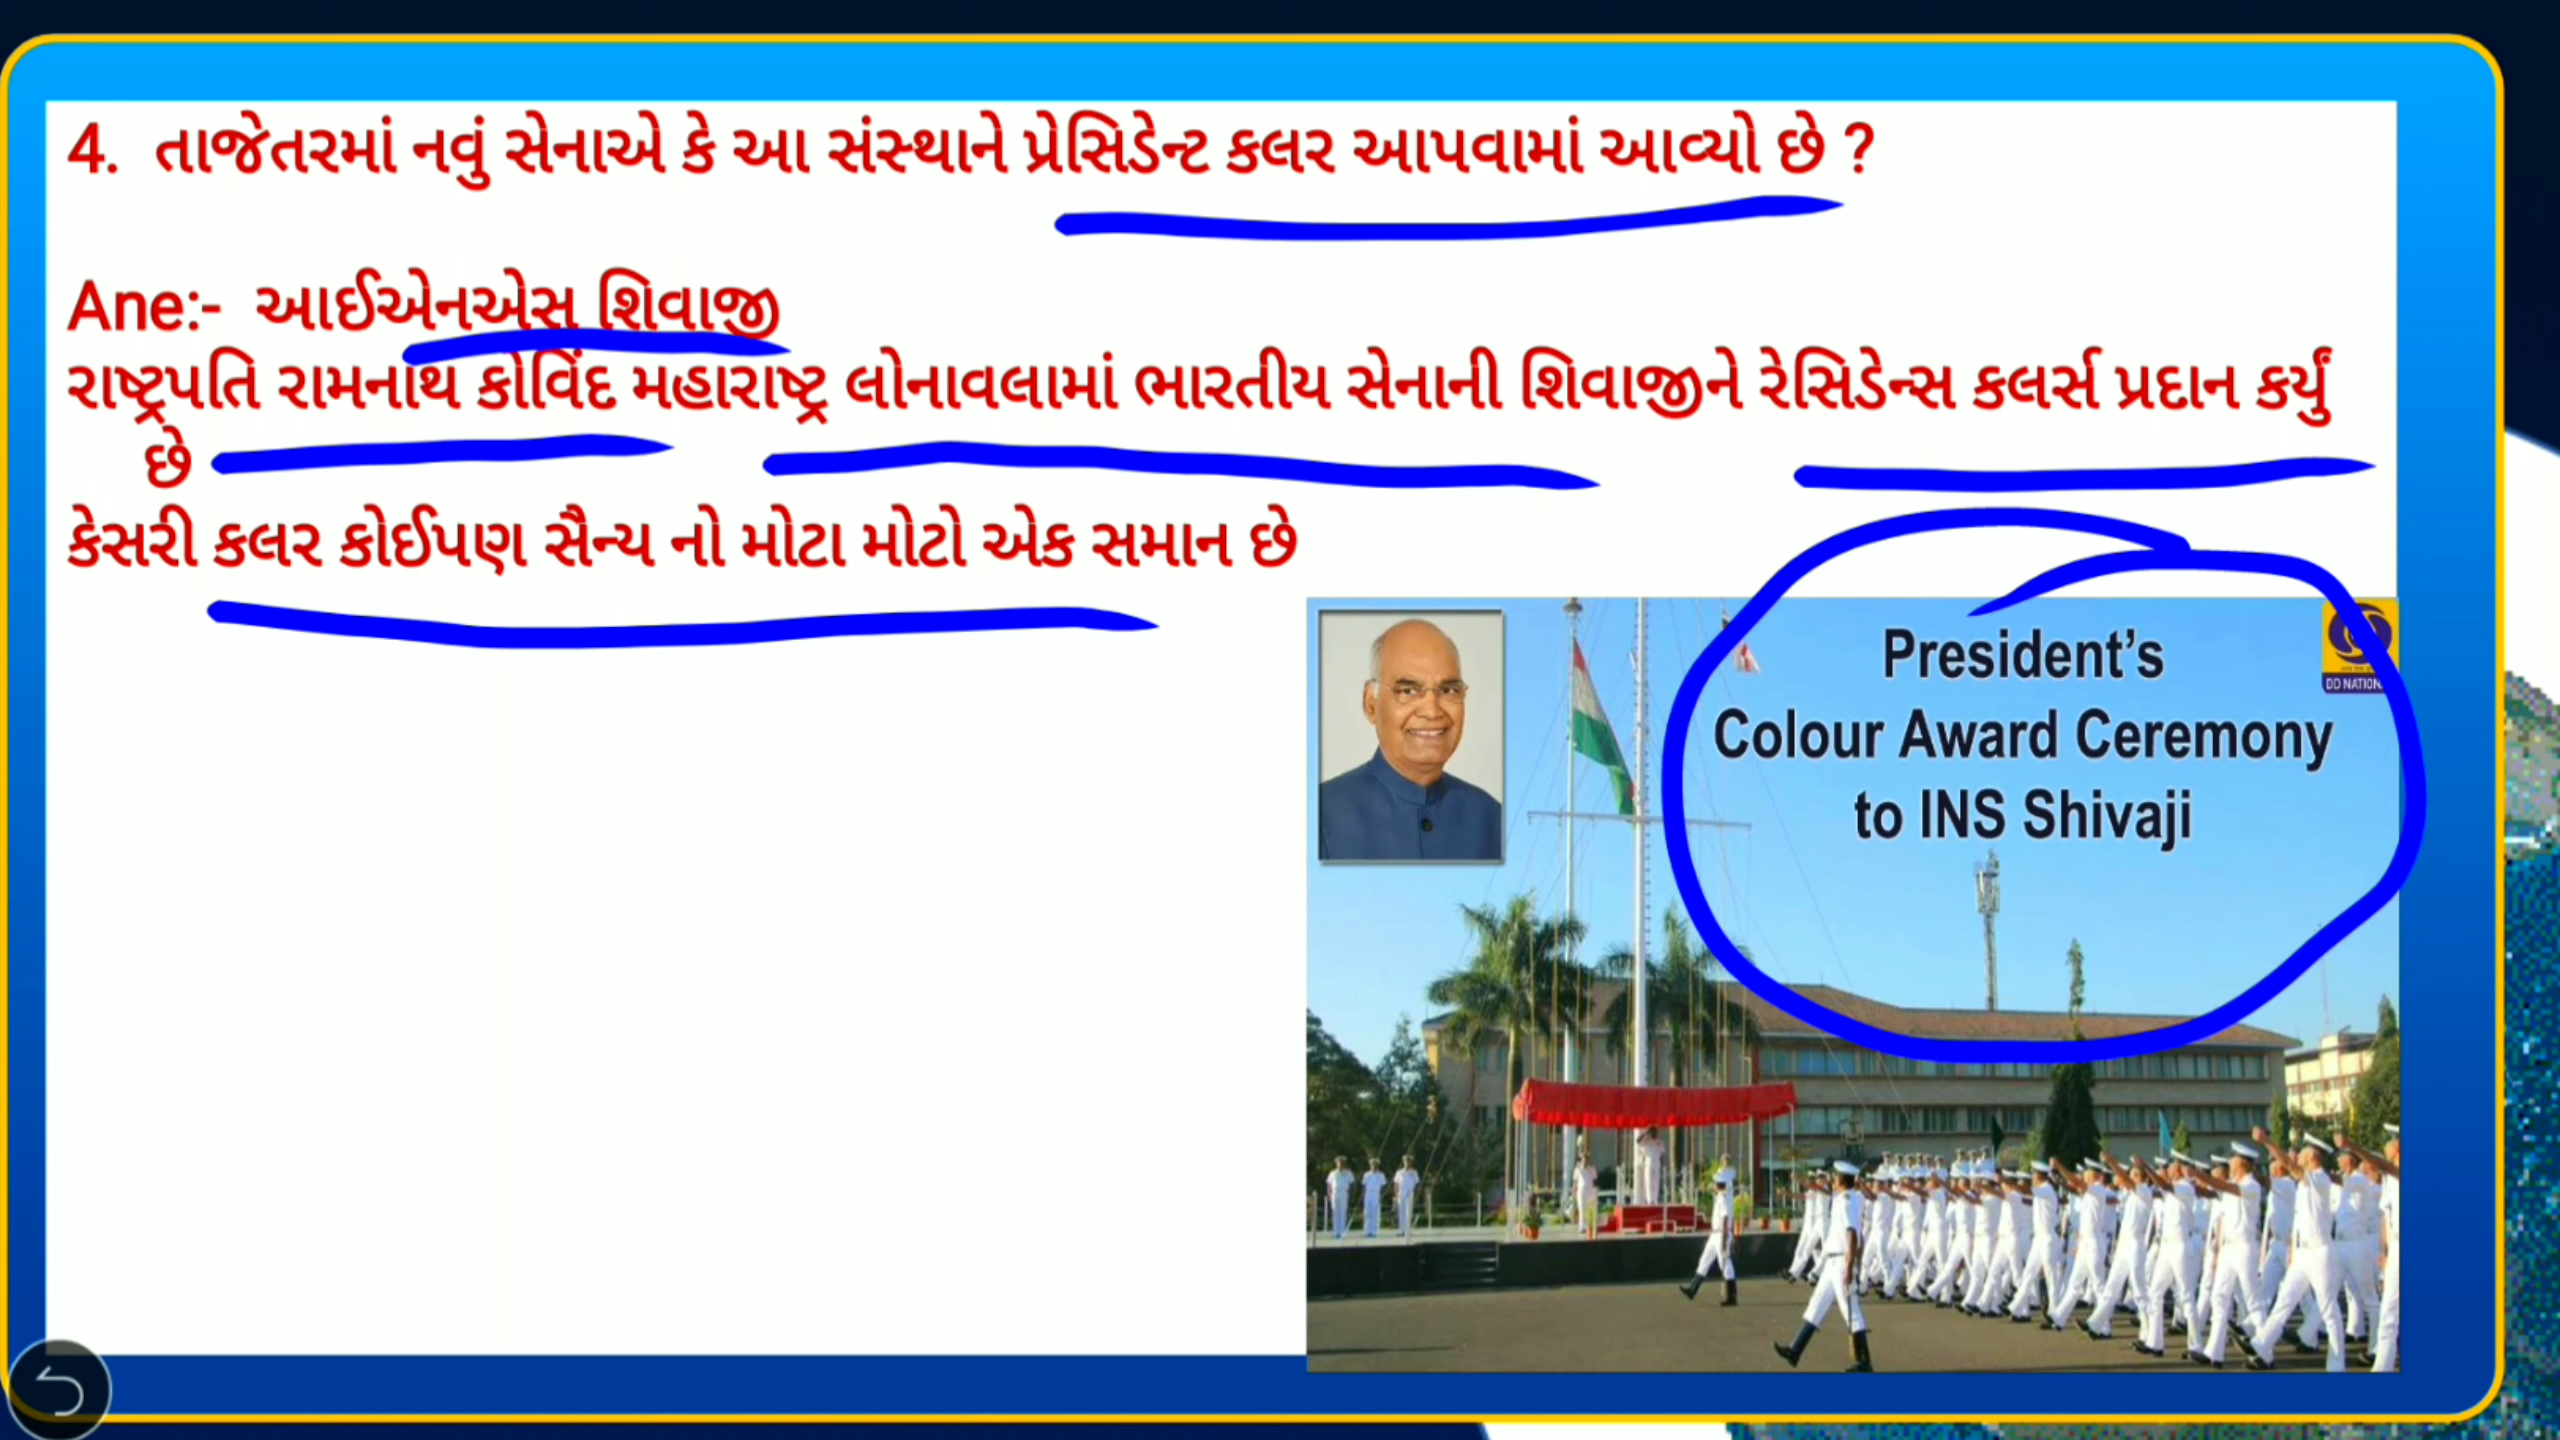 4. તાજેતરમાં નવું સેનાએ કે આ સંસ્થાને પ્રેસિડેન્ટ કલર આપવામાં આવ્યો છે ?
Ane:- આઈએનએસ શિવાજી
રાષ્ટ્રપતિ રામનાથ કોવિંદ મહારાષ્ટ્ર લોનાવલામાં ભારતીય સેનાની શિવાજીને રેસિડેન્સ કલર્સ પ્રદાન કર્યું
છે
કેસરી કલર કોઈપણ સૈન્ય નો મોટા મોટો એક સમાન છે
President's
Colour Award Ceremony
to INS Shivaji
DD NATION